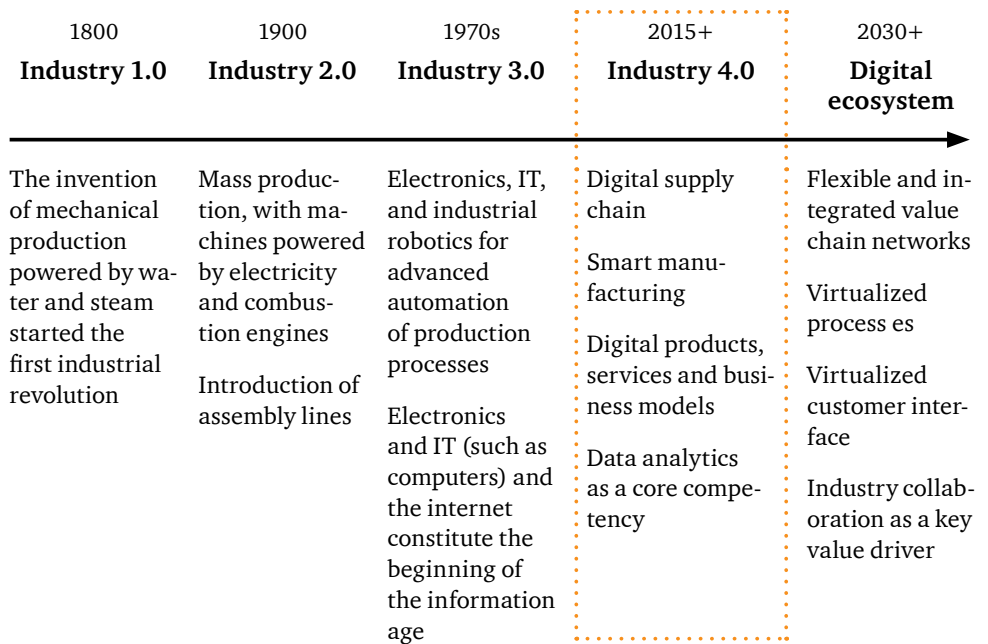 1800
Industry 1.0
The invention
of mechanical
production
powered by wa-
ter and steam
started the
first industrial
revolution
1900
Industry 2.0
Mass produc-
tion, with ma-
chines powered
by electricity
and combus-
tion engines
Introduction of
assembly lines
1970s
Industry 3.0
Electronics, IT,
and industrial
robotics for
advanced
automation
of production
processes
Electronics
and IT (such as
computers) and
the internet
constitute the
beginning of
the information
age
2015+
Industry 4.0
Digital supply
chain
Smart manu-
facturing
Digital products,
services and busi-
ness models
Data analytics
as a core compe-
tency
2030+
Digital
ecosystem
Flexible and in-
tegrated value
chain networks
Virtualized
process es
Virtualized
customer inter-
face
Industry collab-
oration as a key
value driver